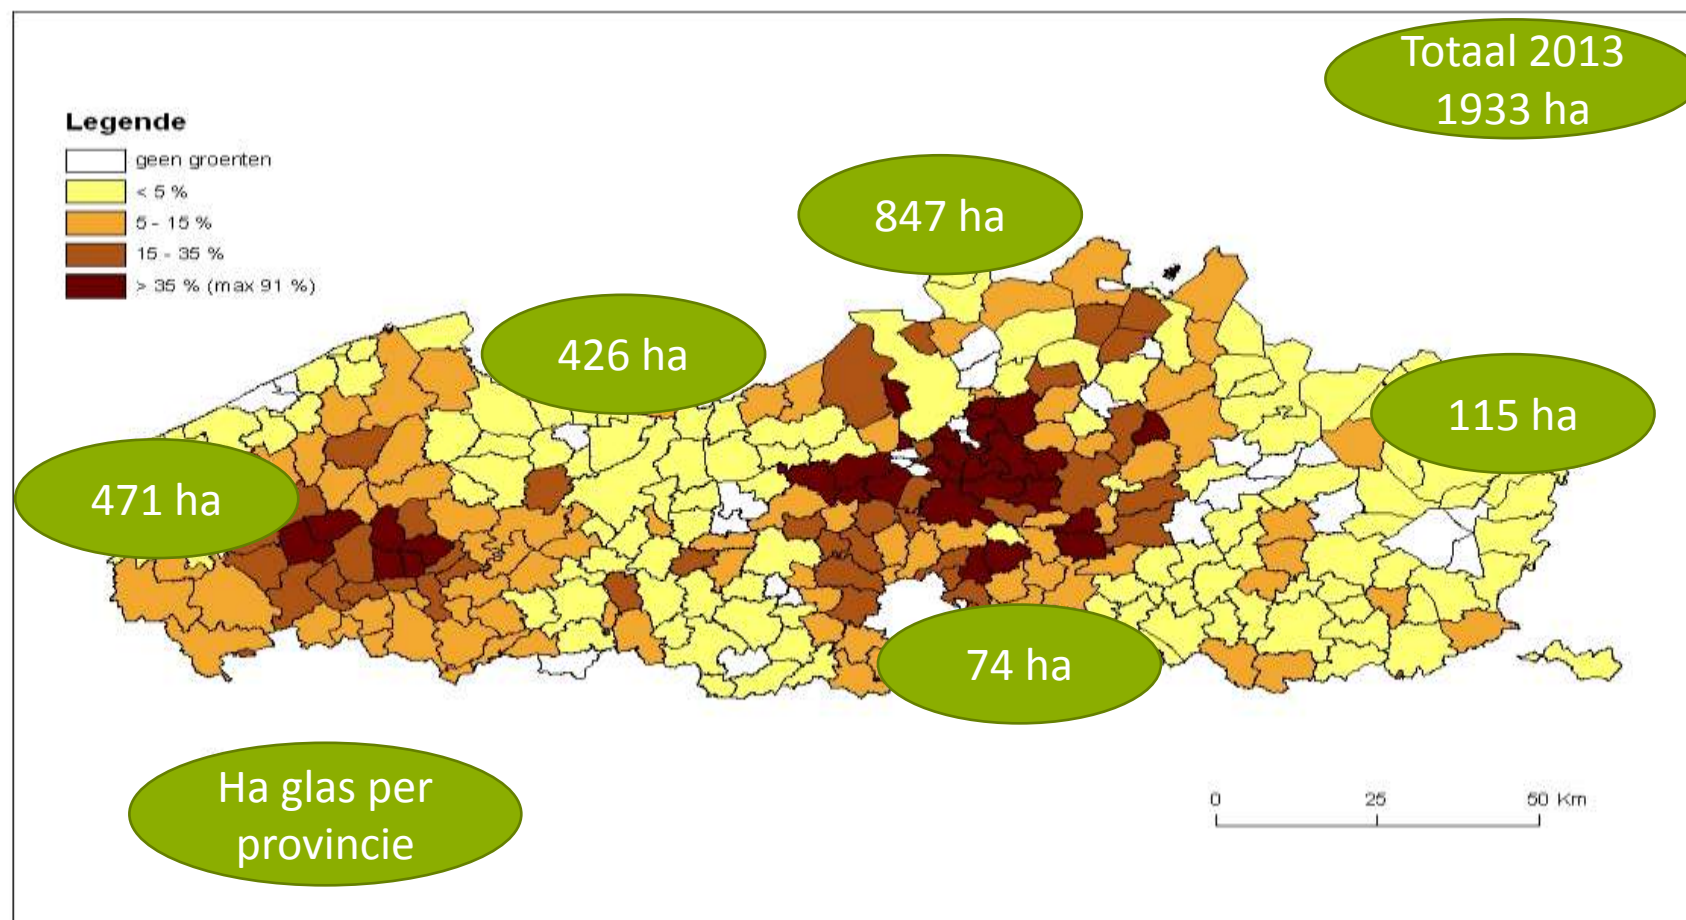 Totaal 2013
1933 ha
Legende
geen groenten
< 5 %
5 - 15 %
15 - 35 %
> 35 % (max 91 %)
847 ha
426 ha
115 ha
471 ha
74 ha
Ha glas per
provincie
0 25 50 Km